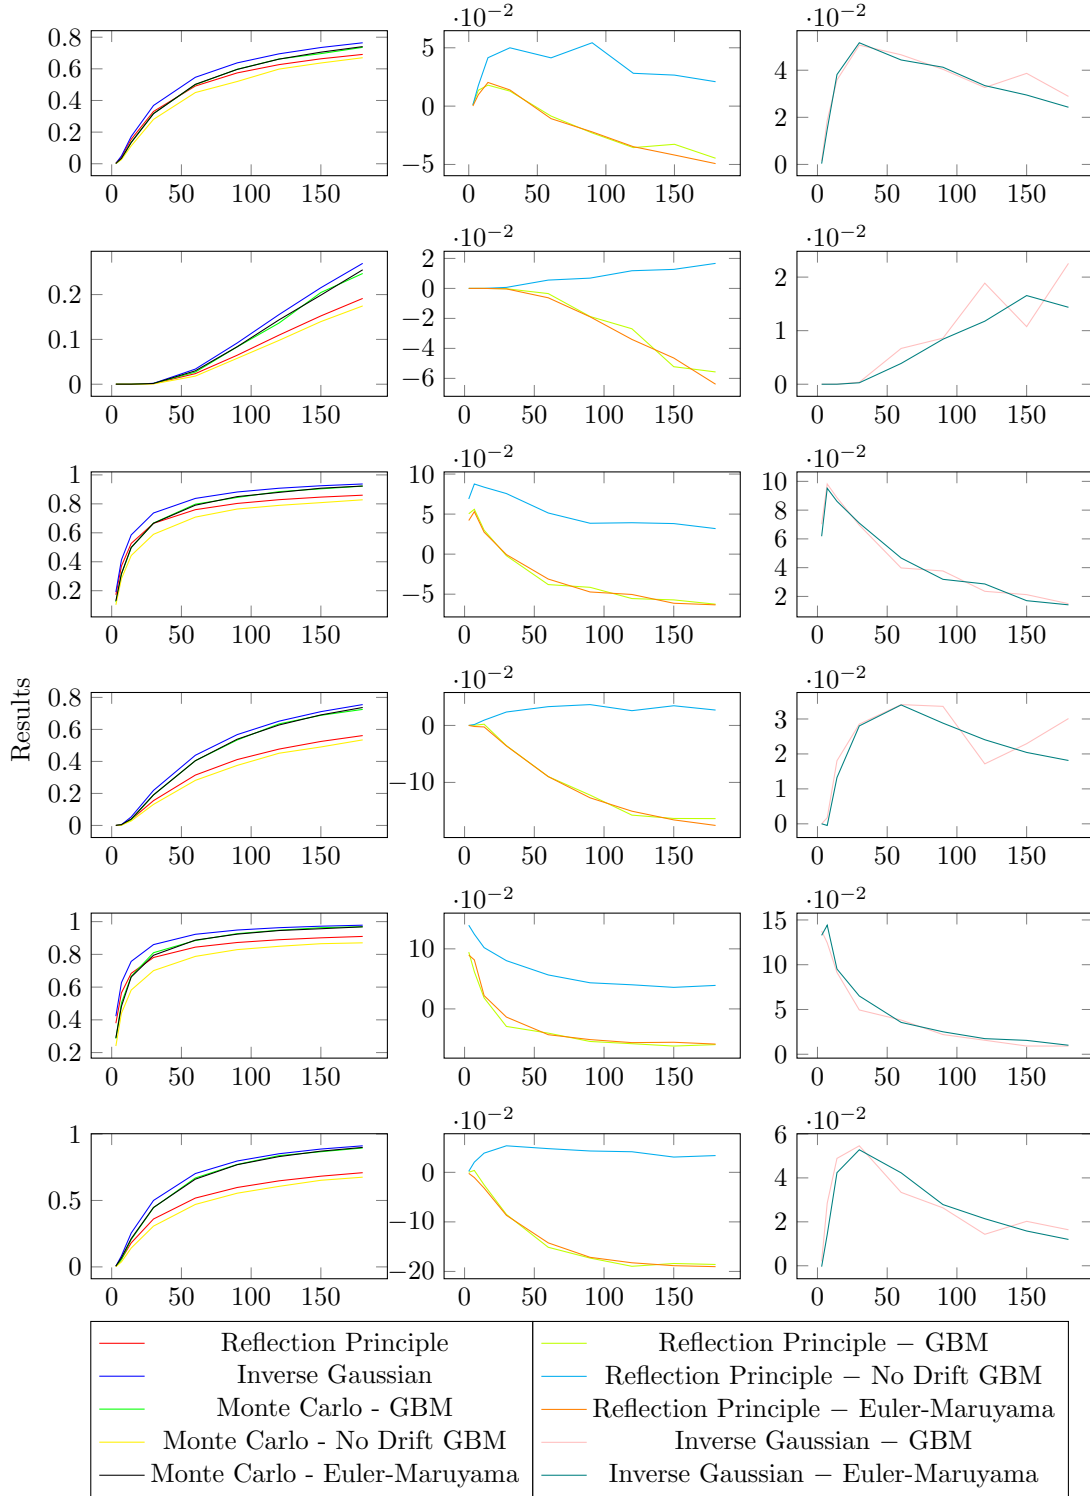 ·10⁻²
·10⁻²
0.8
0.6
0.4
0.2
0
0 50 100 150
5
0
−5
0 50 100 150
4
2
0
0 50 100 150
·10⁻²
·10⁻²
0.2
0.1
0
0 50 100 150
2
0
−2
−4
−6
0 50 100 150
2
1
0
0 50 100 150
·10⁻²
·10⁻²
1
0.8
0.6
0.4
0.2
0 50 100 150
10
5
0
−5
0 50 100 150
10
8
6
4
2
0 50 100 150
Results
·10⁻²
·10⁻²
0.8
0.6
0.4
0.2
0
0 50 100 150
0
−10
0 50 100 150
3
2
1
0
0 50 100 150
·10⁻²
·10⁻²
1
0.8
0.6
0.4
0.2
0 50 100 150
10
0
0 50 100 150
15
10
5
0
0 50 100 150
·10⁻²
·10⁻²
1
0.5
0
0 50 100 150
0
−10
−20
0 50 100 150
6
4
2
0
0 50 100 150
Reflection Principle
Inverse Gaussian
Monte Carlo - GBM
Monte Carlo - No Drift GBM
Monte Carlo - Euler-Maruyama
Reflection Principle − GBM
Reflection Principle − No Drift GBM
Reflection Principle − Euler-Maruyama
Inverse Gaussian − GBM
Inverse Gaussian − Euler-Maruyama